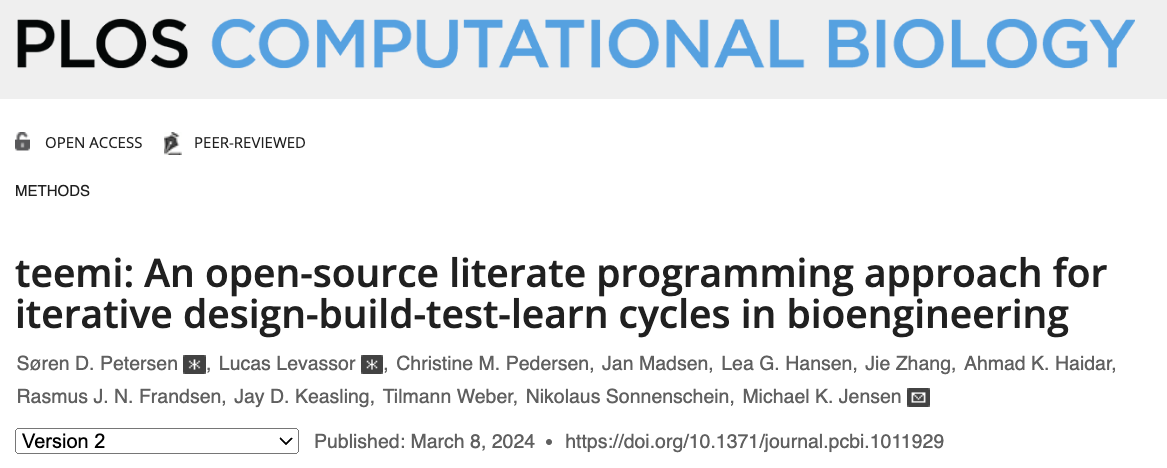 PLOS COMPUTATIONAL BIOLOGY
OPEN ACCESS PEER-REVIEWED
METHODS
teemi: An open-source literate programming approach for
iterative design-build-test-learn cycles in bioengineering
Søren D. Petersen *, Lucas Levassor *, Christine M. Pedersen, Jan Madsen, Lea G. Hansen, Jie Zhang, Ahmad K. Haidar,
Rasmus J. N. Frandsen, Jay D. Keasling, Tilmann Weber, Nikolaus Sonnenschein, Michael K. Jensen
Version 2 Published: March 8, 2024 • https://doi.org/10.1371/journal.pcbi.1011929